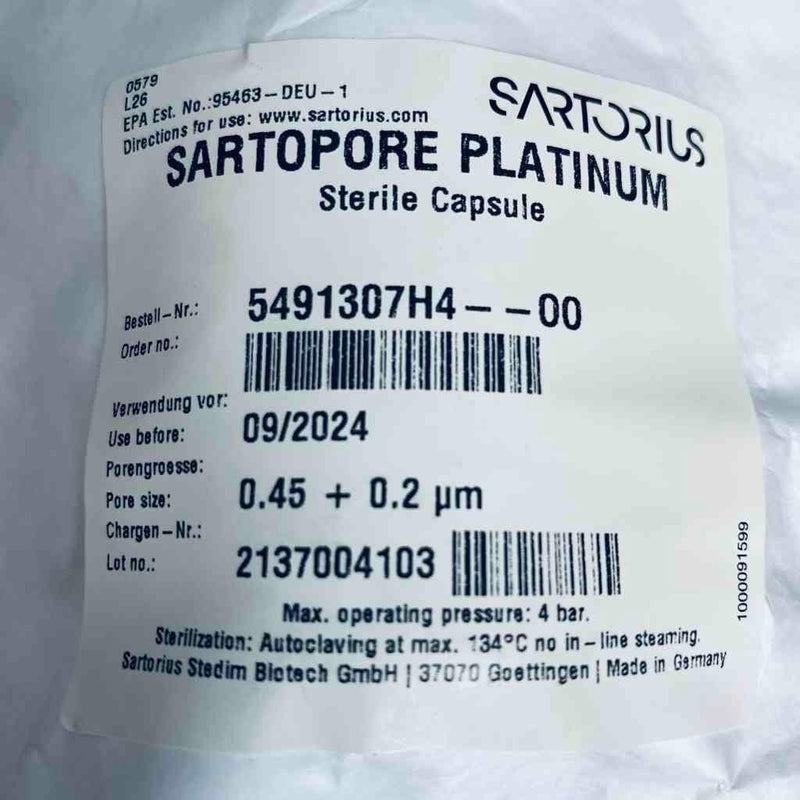 0579
L26
EPA Est. No.:95463-DEU-1
Directions for use: www.sartorius.com
SARTORIUS
SARTOPORE PLATINUM
Sterile Capsule
Bestell-Nr.:
Order no.:
5491307H4--00
Verwendung vor:
Use before:
09/2024
Porengroesse:
Pore size:
0.45 + 0.2 µm
Chargen-Nr.:
Lot no.:
2137004103
1000091599
Max. operating pressure: 4 bar.
Sterilization: Autoclaving at max. 134°C no in-line steaming.
Sartorius Stedim Biotech GmbH | 37070 Goettingen | Made in Germany